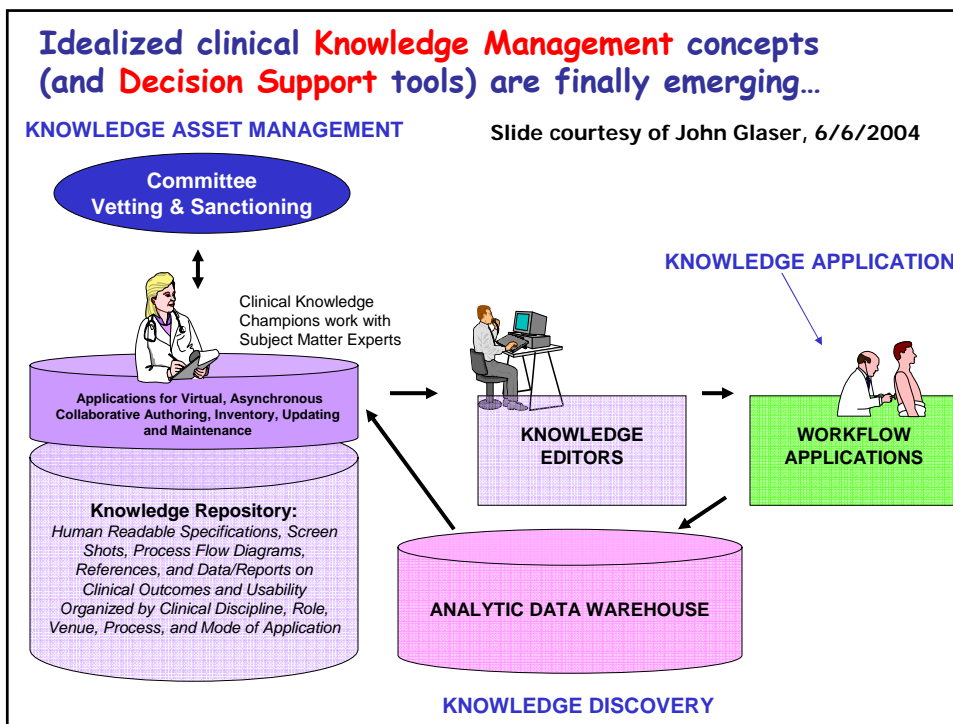 Idealized clinical Knowledge Management concepts
(and Decision Support tools) are finally emerging…
KNOWLEDGE ASSET MANAGEMENT
Slide courtesy of John Glaser, 6/6/2004
Committee
Vetting & Sanctioning
Clinical Knowledge
Champions work with
Subject Matter Experts
KNOWLEDGE APPLICATION
Applications for Virtual, Asynchronous
Collaborative Authoring, Inventory, Updating
and Maintenance
KNOWLEDGE
EDITORS
WORKFLOW
APPLICATIONS
Knowledge Repository:
Human Readable Specifications, Screen
Shots, Process Flow Diagrams,
References, and Data/Reports on
Clinical Outcomes and Usability
Organized by Clinical Discipline, Role,
Venue, Process, and Mode of Application
ANALYTIC DATA WAREHOUSE
KNOWLEDGE DISCOVERY